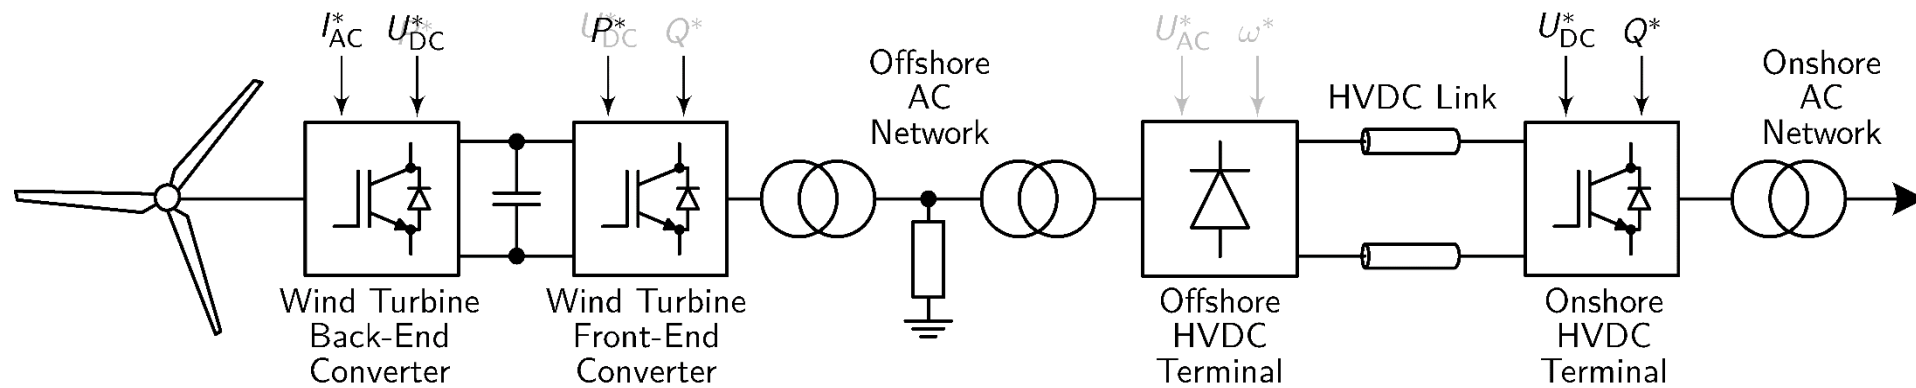 I*AC U*DC U*DC P* Q* U*AC ω* U*DC Q*
Offshore
AC
Network
HVDC Link
Onshore
AC
Network
Wind Turbine
Back-End
Converter
Wind Turbine
Front-End
Converter
Offshore
HVDC
Terminal
Onshore
HVDC
Terminal